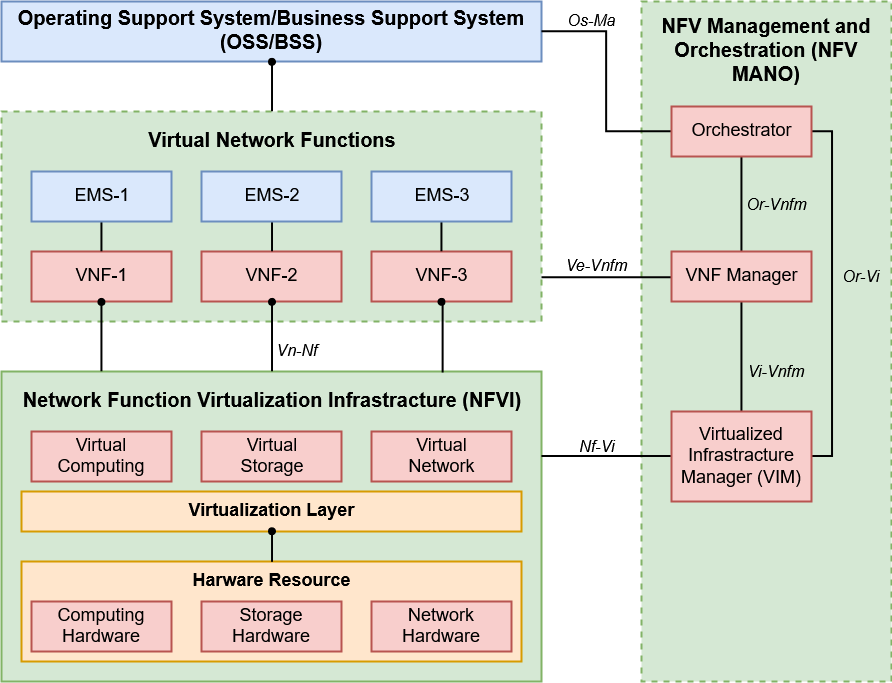 Operating Support System/Business Support System
(OSS/BSS)
Os-Ma
NFV Management and
Orchestration (NFV
MANO)
Orchestrator
Virtual Network Functions
EMS-1
EMS-2
EMS-3
Or-Vnfm
VNF-1
VNF-2
VNF-3
Ve-Vnfm
VNF Manager
Or-Vi
Vn-Nf
Vi-Vnfm
Network Function Virtualization Infrastracture (NFVI)
Virtual
Computing
Virtual
Storage
Virtual
Network
Nf-Vi
Virtualized
Infrastracture
Manager (VIM)
Virtualization Layer
Harware Resource
Computing
Hardware
Storage
Hardware
Network
Hardware